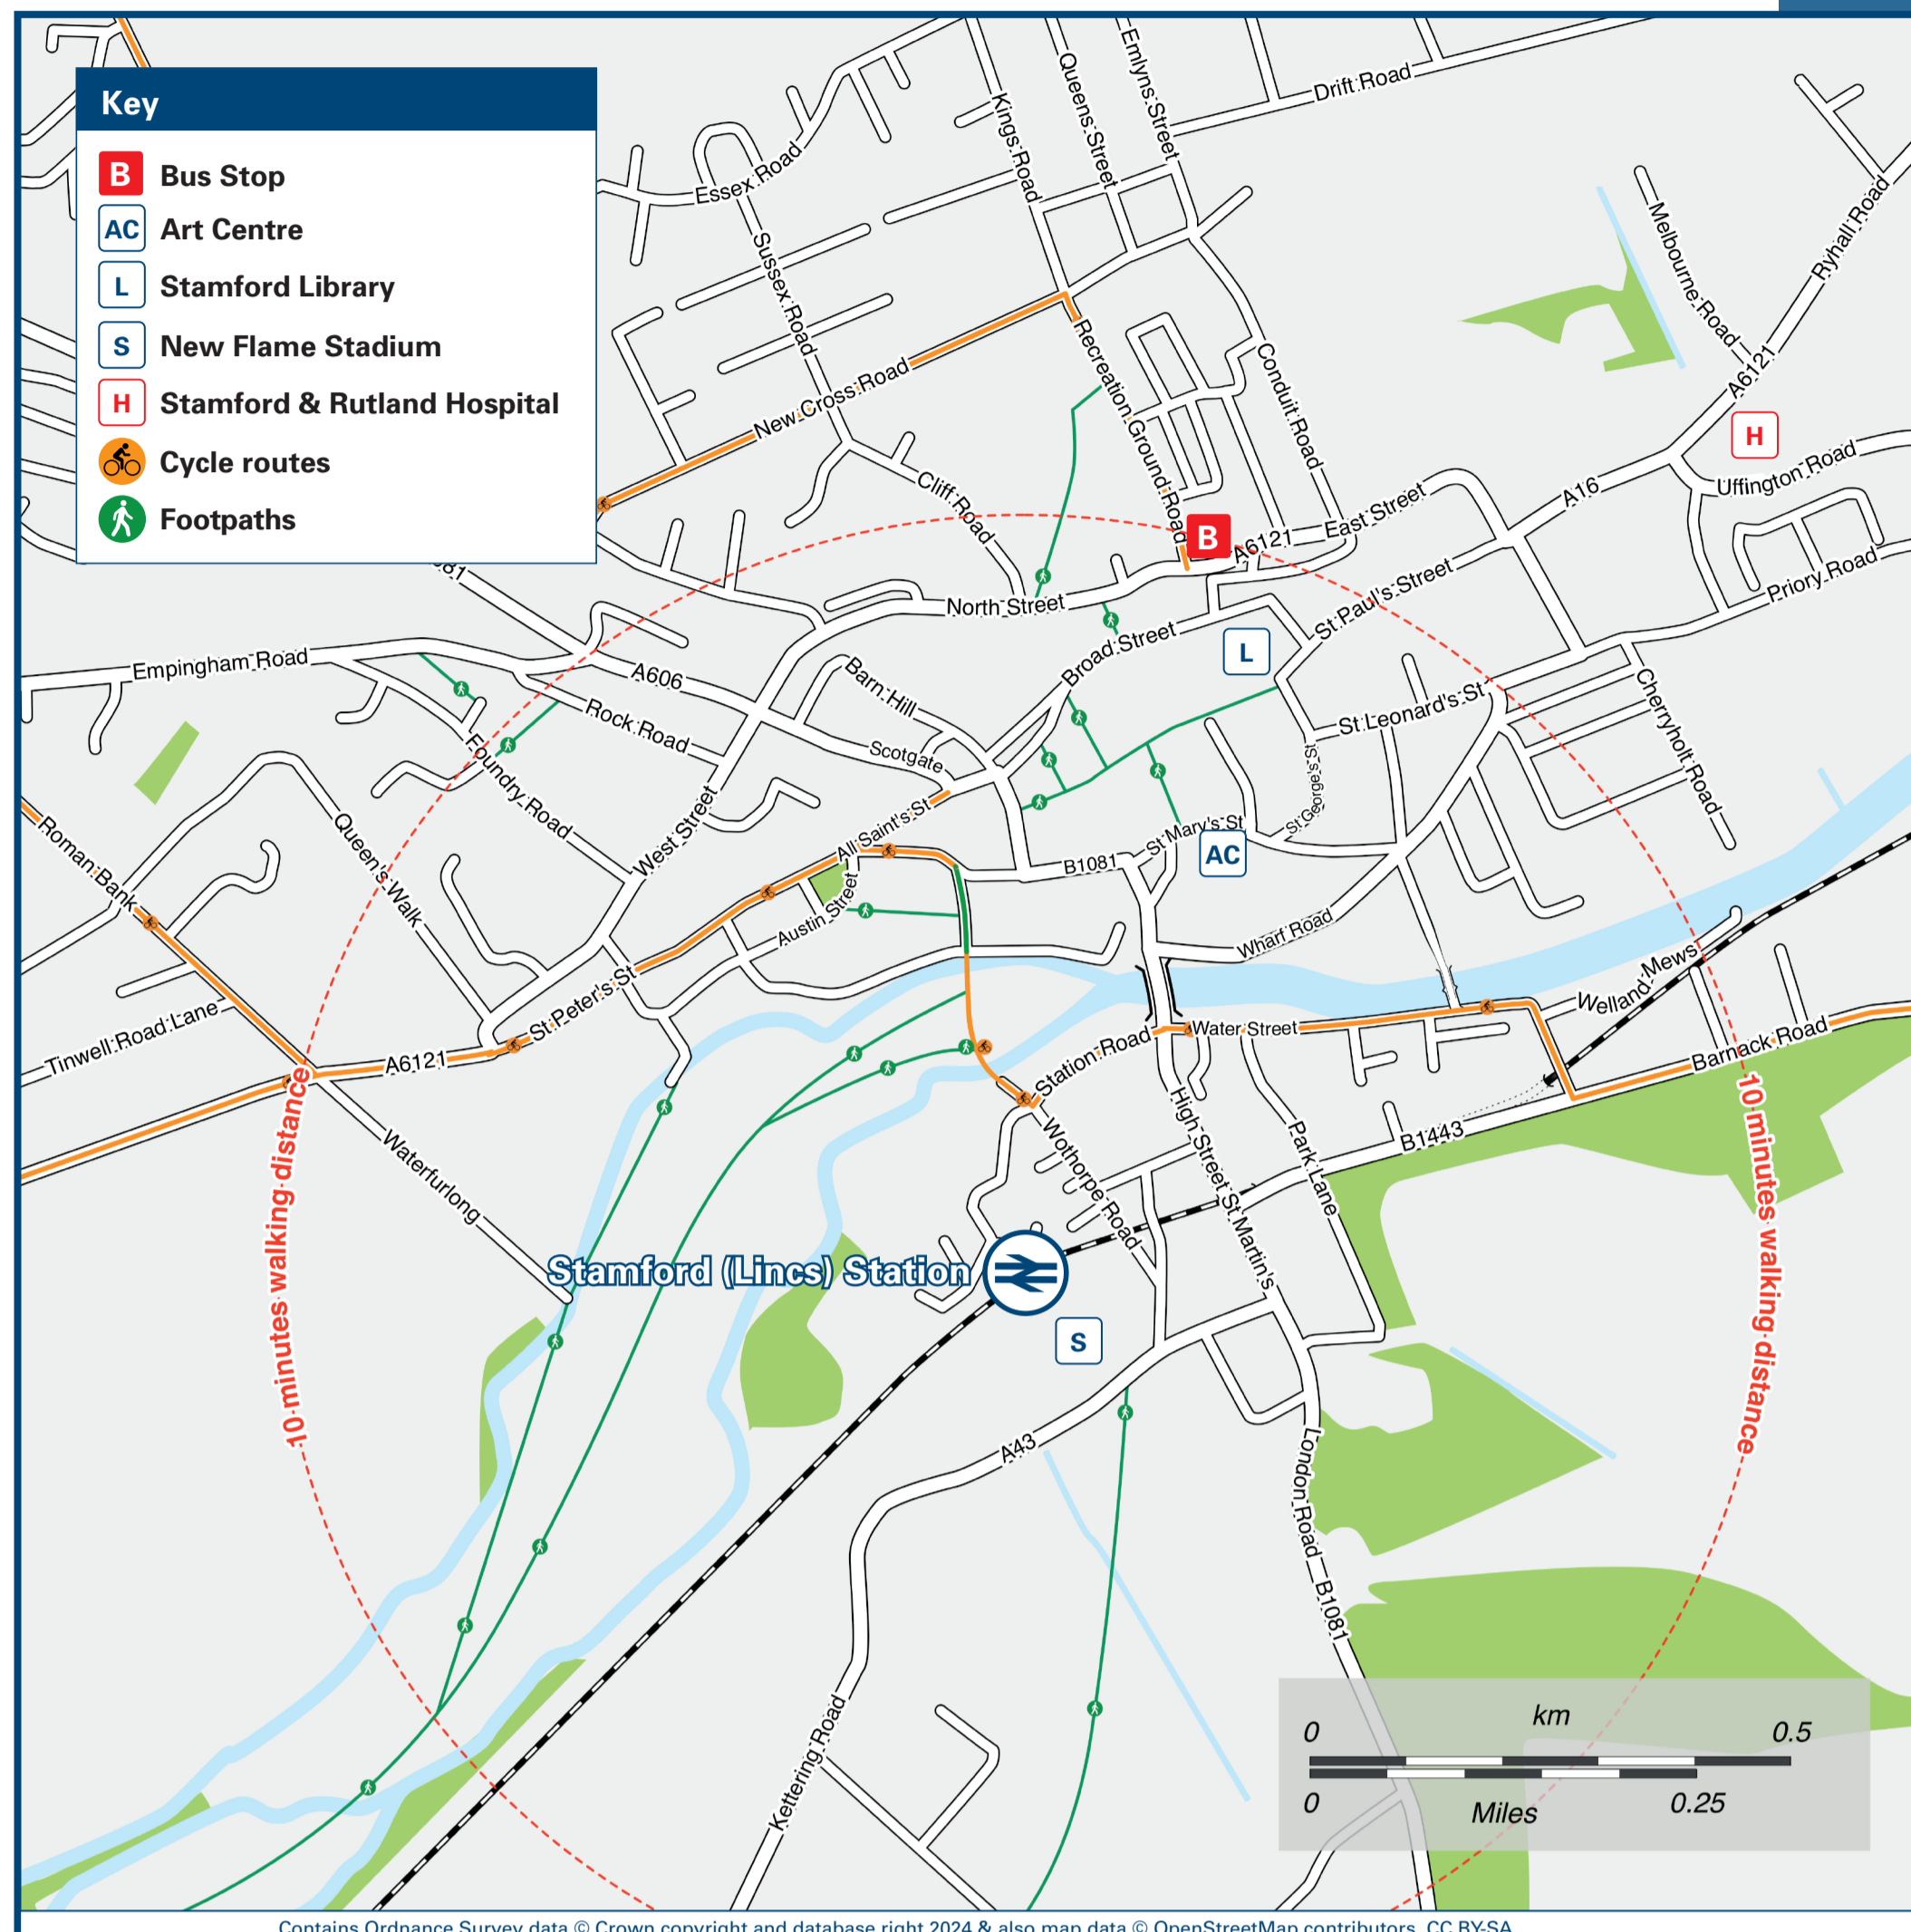 Key
B Bus Stop
AC Art Centre
L Stamford Library
S New Flame Stadium
H Stamford & Rutland Hospital
Cycle routes
Footpaths
Essex Road
Sussex Road
Kings Road
Queens Street
Emlyns Street
Drift Road
Melbourne Road
Ryhall Road
A6121
H
Uffington Road
A16
Priory Road
New Cross Road
Recreation Ground Road
Conduit Road
Cliff Road
B
A6121
East Street
North Street
St Paul's Street
Broad Street
L
Empingham Road
A606
Rock Road
Barn Hill
Scotgate
St Leonard's St
Cherryholt Road
St George's St
Foundry Road
West Street
All Saint's St
St Mary's St
B1081
AC
Roman Bank
Queen's Walk
Austin Street
Wharf Road
Welland Mews
St Peter's St
Tinwell Road Lane
A6121
Station Road
Water Street
Barnack Road
B1443
Waterfurlong
Wothorpe Road
High Street St Martin's
Park Lane
10 minutes walking distance
10 minutes walking distance
Stamford (Lincs) Station
S
A43
London Road
B1081
Kettering Road
km
0 0.5
0 Miles 0.25
Contains Ordnance Survey data © Crown copyright and database right 2024 & also map data © OpenStreetMap contributors, CC BY-SA